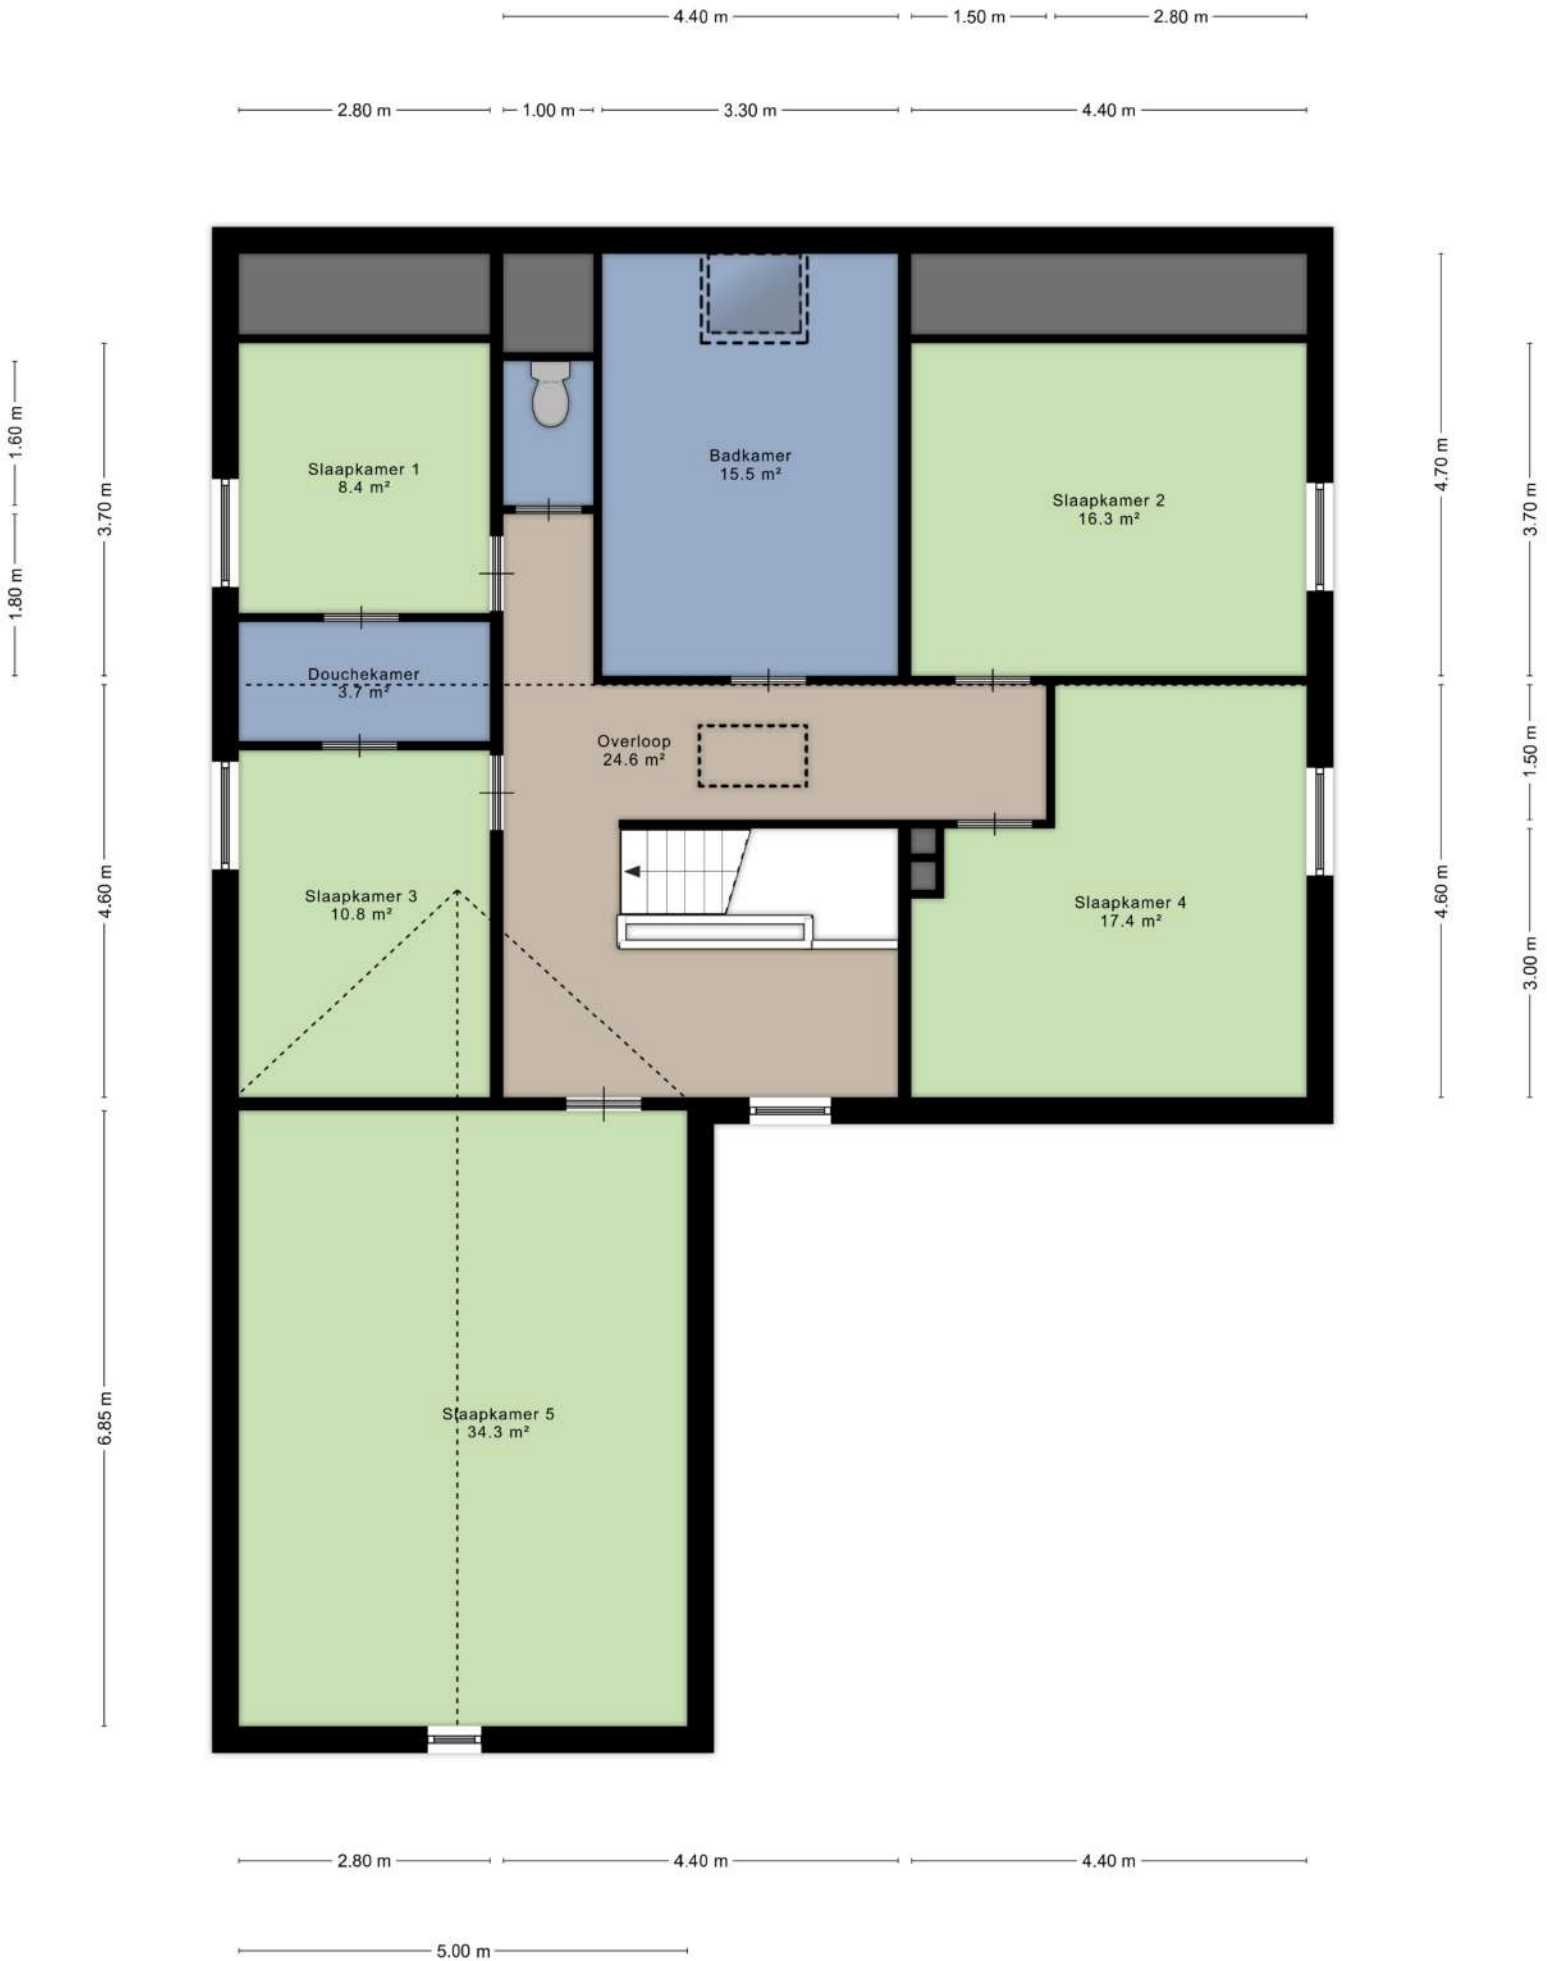 4.40 m
1.50 m
2.80 m
2.80 m
1.00 m
3.30 m
4.40 m
1.60 m
1.80 m
3.70 m
4.60 m
6.85 m
Slaapkamer 1
8.4 m²
Badkamer
15.5 m²
Slaapkamer 2
16.3 m²
Douchekamer
3.7 m²
Overloop
24.6 m²
Slaapkamer 3
10.8 m²
Slaapkamer 4
17.4 m²
Slaapkamer 5
34.3 m²
4.70 m
4.60 m
3.70 m
1.50 m
3.00 m
2.80 m
4.40 m
4.40 m
5.00 m